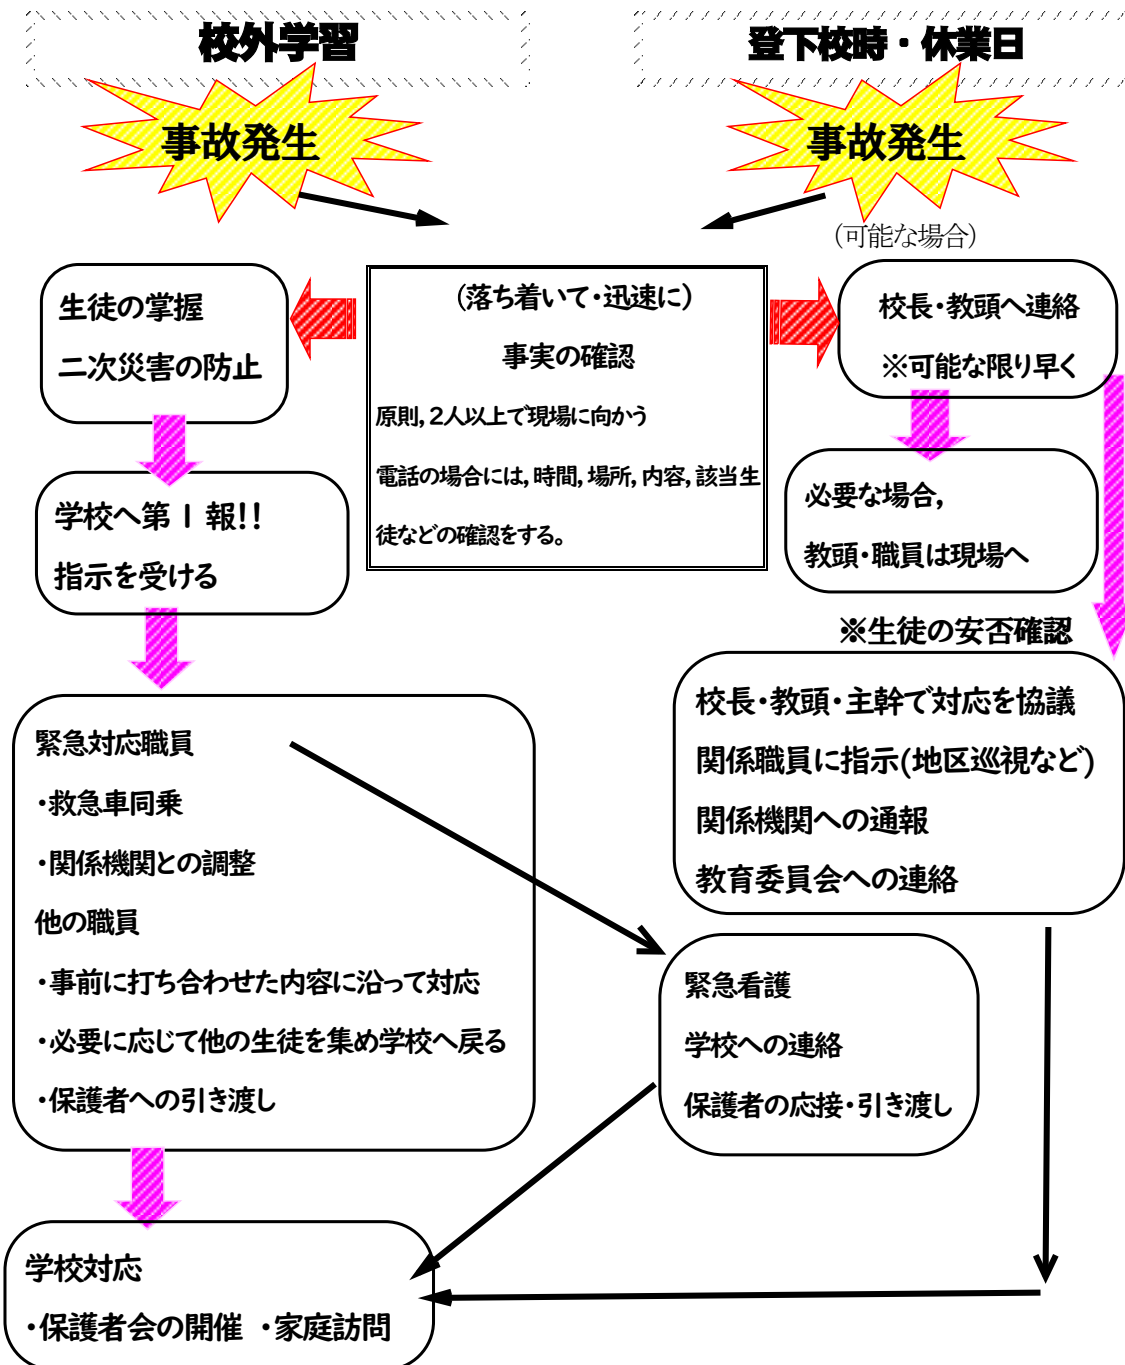 校外学習
登下校時・休業日
事故発生
事故発生
(可能な場合)
(落ち着いて・迅速に)
事実の確認
原則,2人以上で現場に向かう
電話の場合には,時間,場所,内容,該当生
徒などの確認をする。
生徒の掌握
二次災害の防止
学校へ第1報!!
指示を受ける
校長・教頭へ連絡
※可能な限り早く
必要な場合,
教頭・職員は現場へ
※生徒の安否確認
校長・教頭・主幹で対応を協議
関係職員に指示(地区巡視など)
関係機関への通報
教育委員会への連絡
緊急対応職員
・救急車同乗
・関係機関との調整
他の職員
・事前に打ち合わせた内容に沿って対応
・必要に応じて他の生徒を集め学校へ戻る
・保護者への引き渡し
緊急看護
学校への連絡
保護者の応接・引き渡し
学校対応
・保護者会の開催 ・家庭訪問